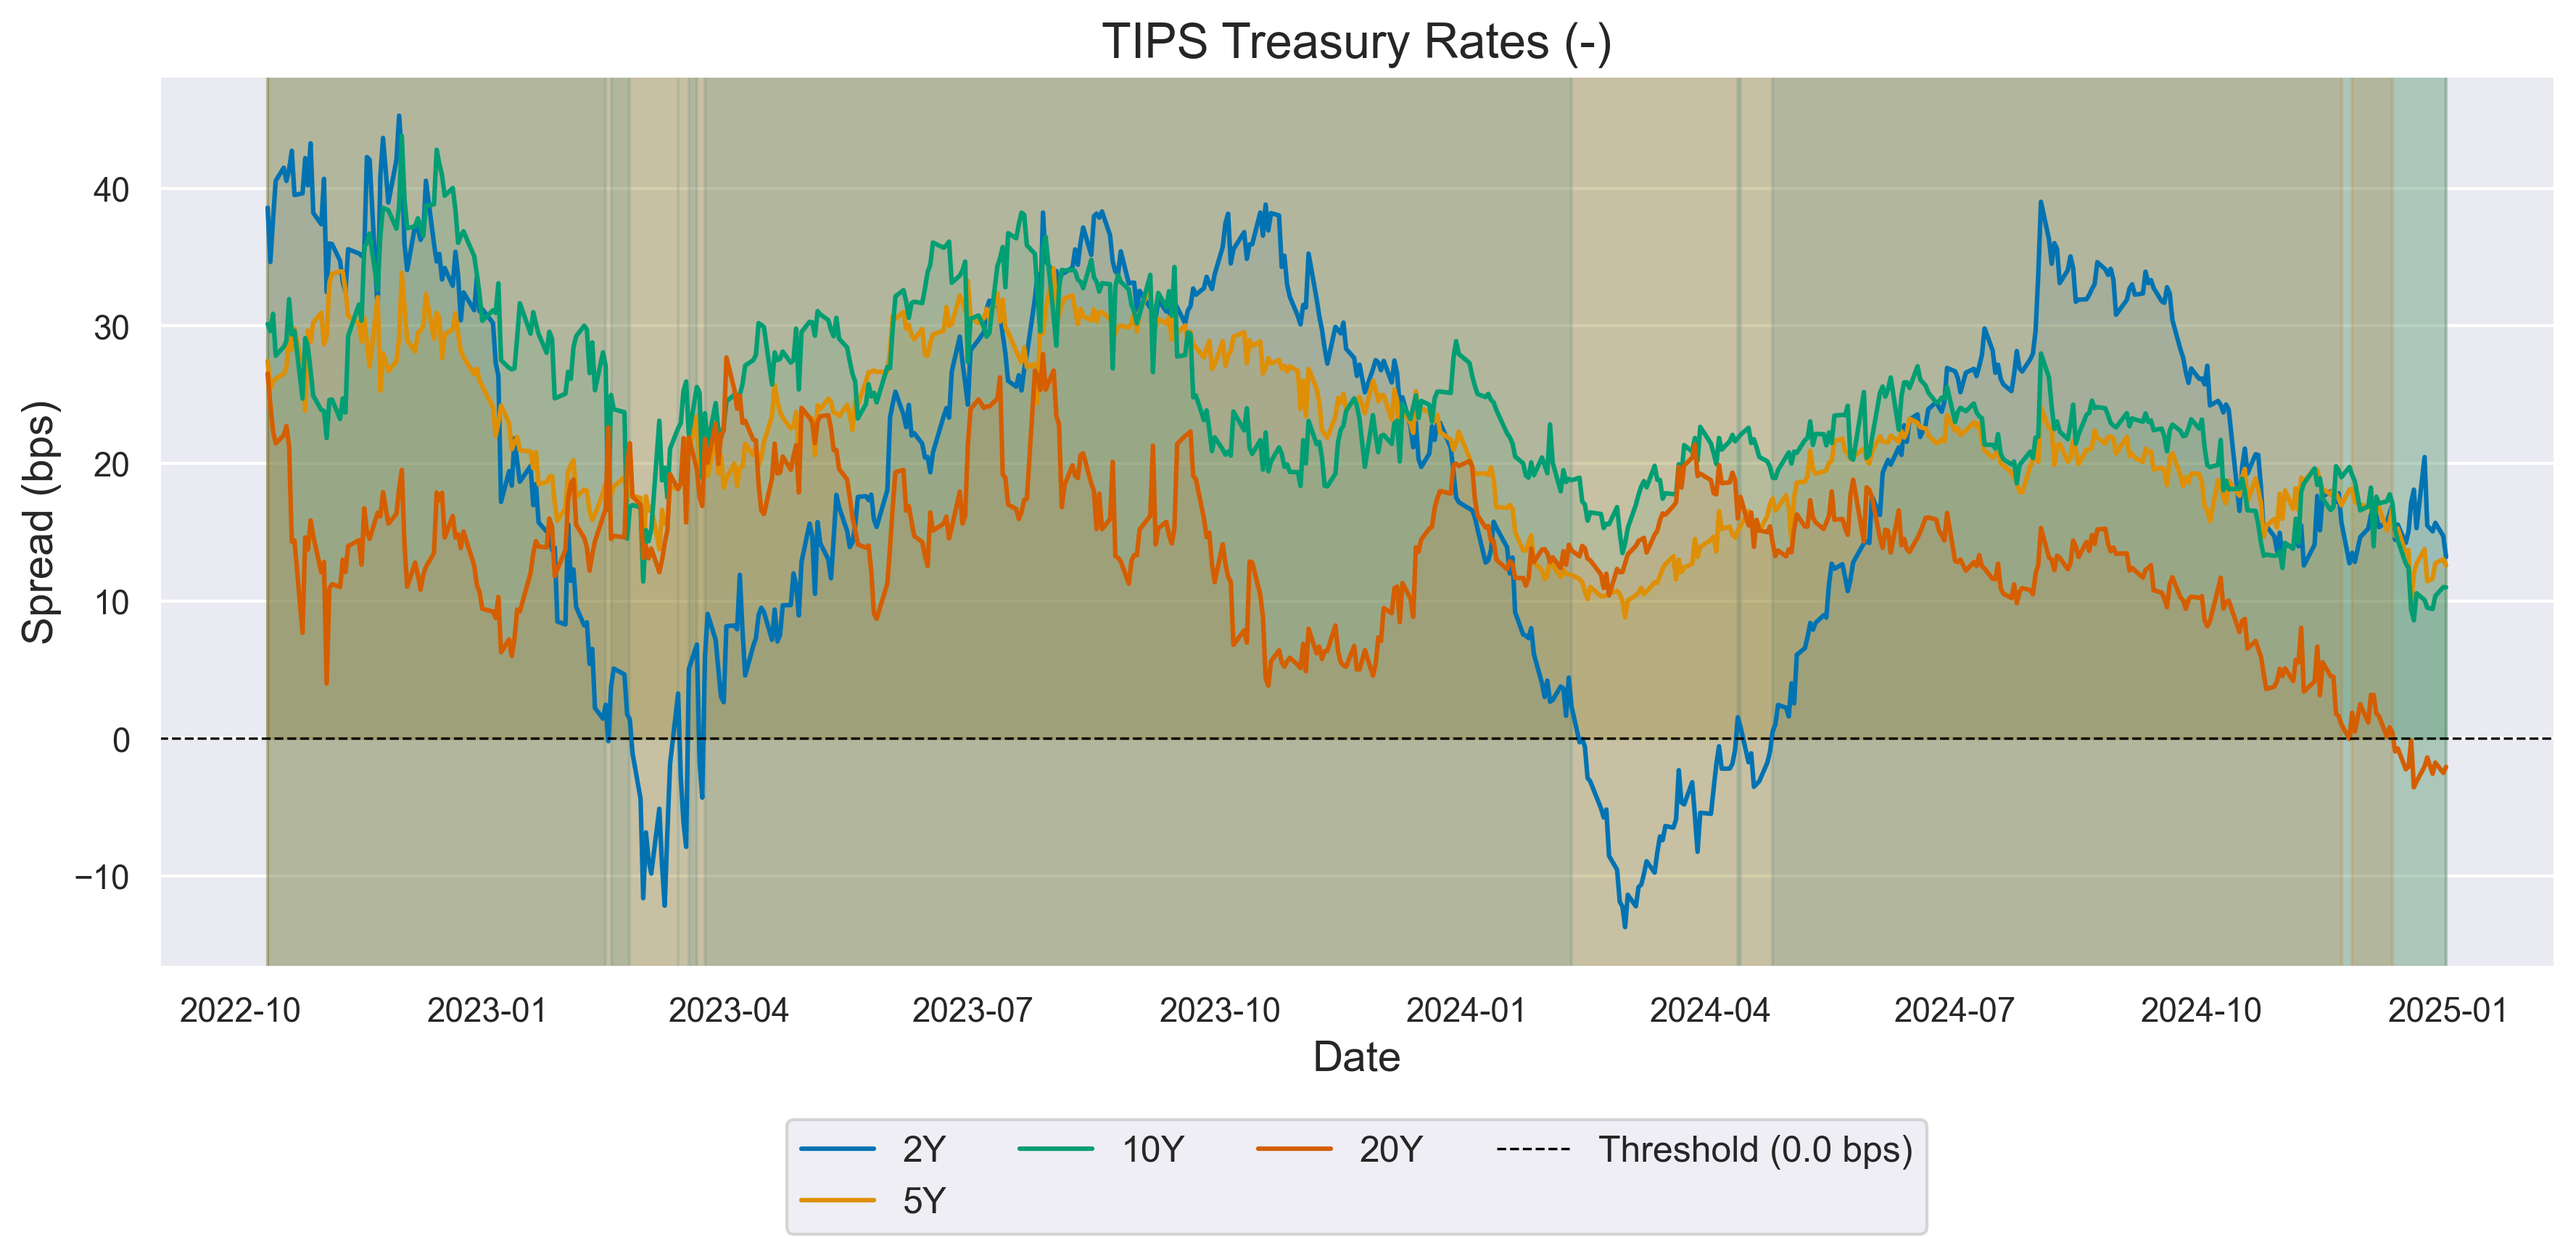 TIPS Treasury Rates (-)
Spread (bps)
40
30
20
10
0
−10
2022-10 2023-01 2023-04 2023-07 2023-10 2024-01 2024-04 2024-07 2024-10 2025-01
Date
2Y 10Y 20Y Threshold (0.0 bps)
5Y